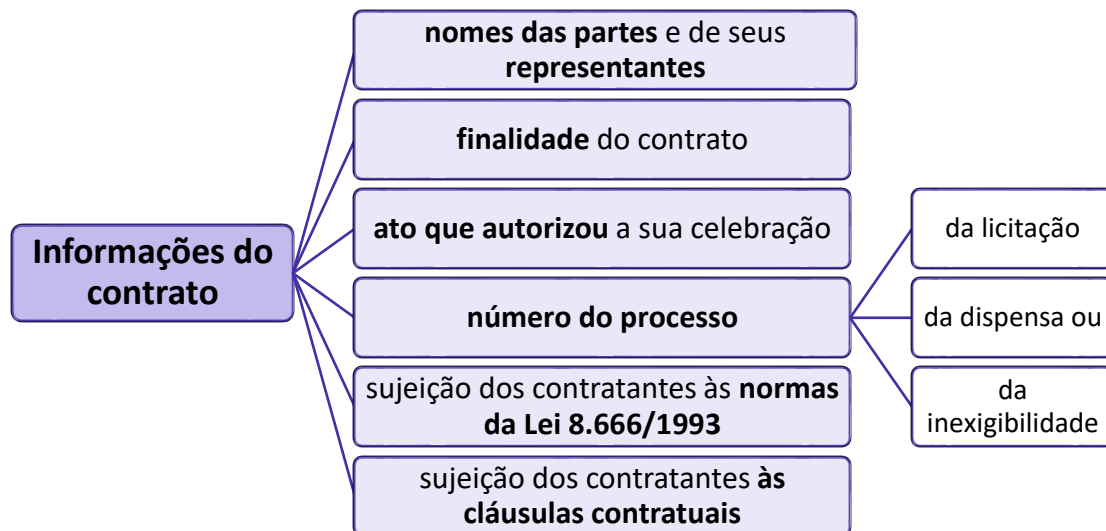 nomes das partes e de seus
representantes
finalidade do contrato
ato que autorizou a sua celebração
Informações do
contrato
número do processo
da licitação
da dispensa ou
da
inexigibilidade
sujeição dos contratantes às normas
da Lei 8.666/1993
sujeição dos contratantes às
cláusulas contratuais